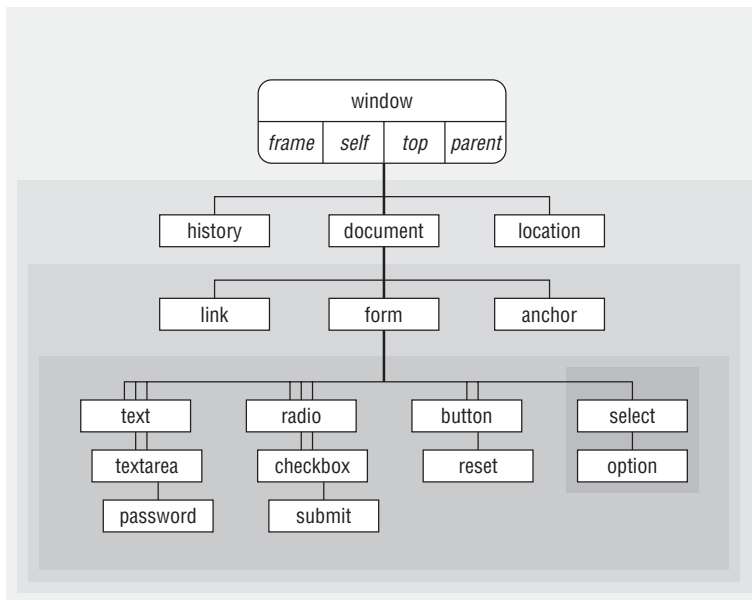 window
frame self top parent
history document location
link form anchor
text radio button select
textarea checkbox reset option
password submit